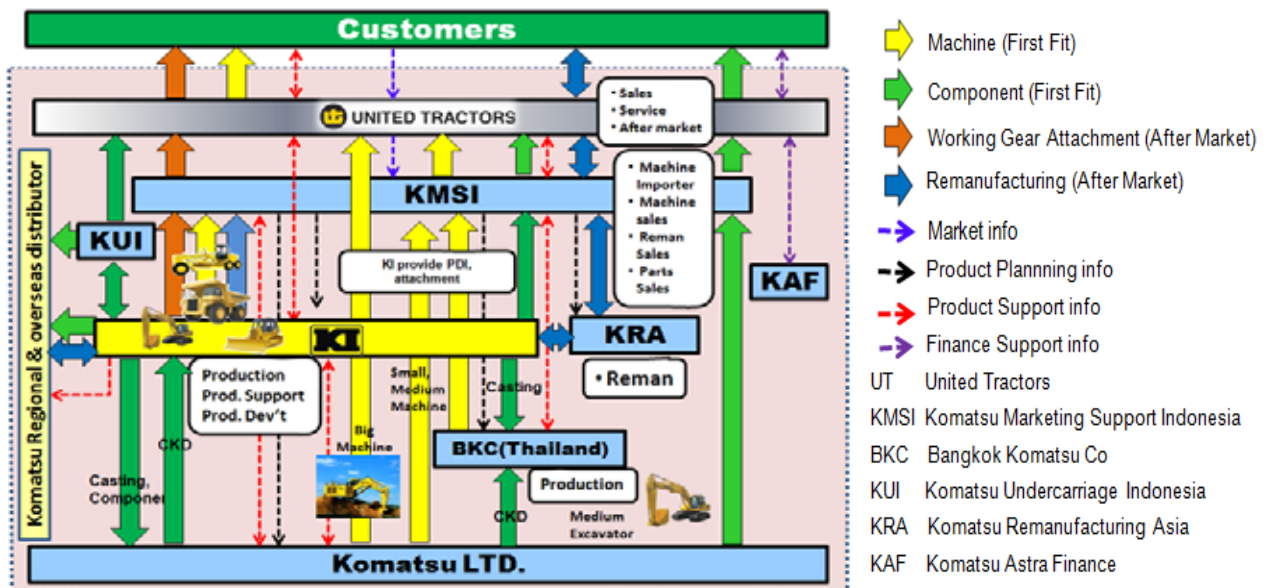 Customers
UNITED TRACTORS
• Sales
• Service
• After market
KMSI
• Machine
Importer
• Machine
sales
• Reman
Sales
• Parts
Sales
KUI
KI provide PDI,
attachment
KAF
Komatsu Regional & overseas distributor
KI
KRA
• Reman
Production
Prod. Support
Prod. Dev't
Small,
Medium
Machine
Casting
CKD
Big
Machine
BKC(Thailand)
Production
Medium
Excavator
CKD
Casting,
Componer
Komatsu LTD.
Machine (First Fit)
Component (First Fit)
Working Gear Attachment (After Market)
Remanufacturing (After Market)
Market info
Product Plannning info
Product Support info
Finance Support info
UT United Tractors
KMSI Komatsu Marketing Support Indonesia
BKC Bangkok Komatsu Co
KUI Komatsu Undercarriage Indonesia
KRA Komatsu Remanufacturing Asia
KAF Komatsu Astra Finance